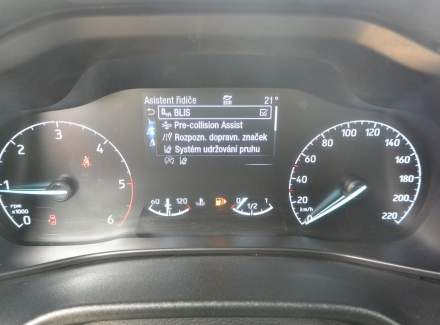 Asistent řidiče 21°
BLIS
Pre-collision Assist
Rozpozn. dopravn. značek
Systém udržování pruhu
0 1 2 3 4 5 6
rpm
x1000
60 120
0 1/2 1
0 20 40 60 80 100 120 140 160 180 200 220
km/h